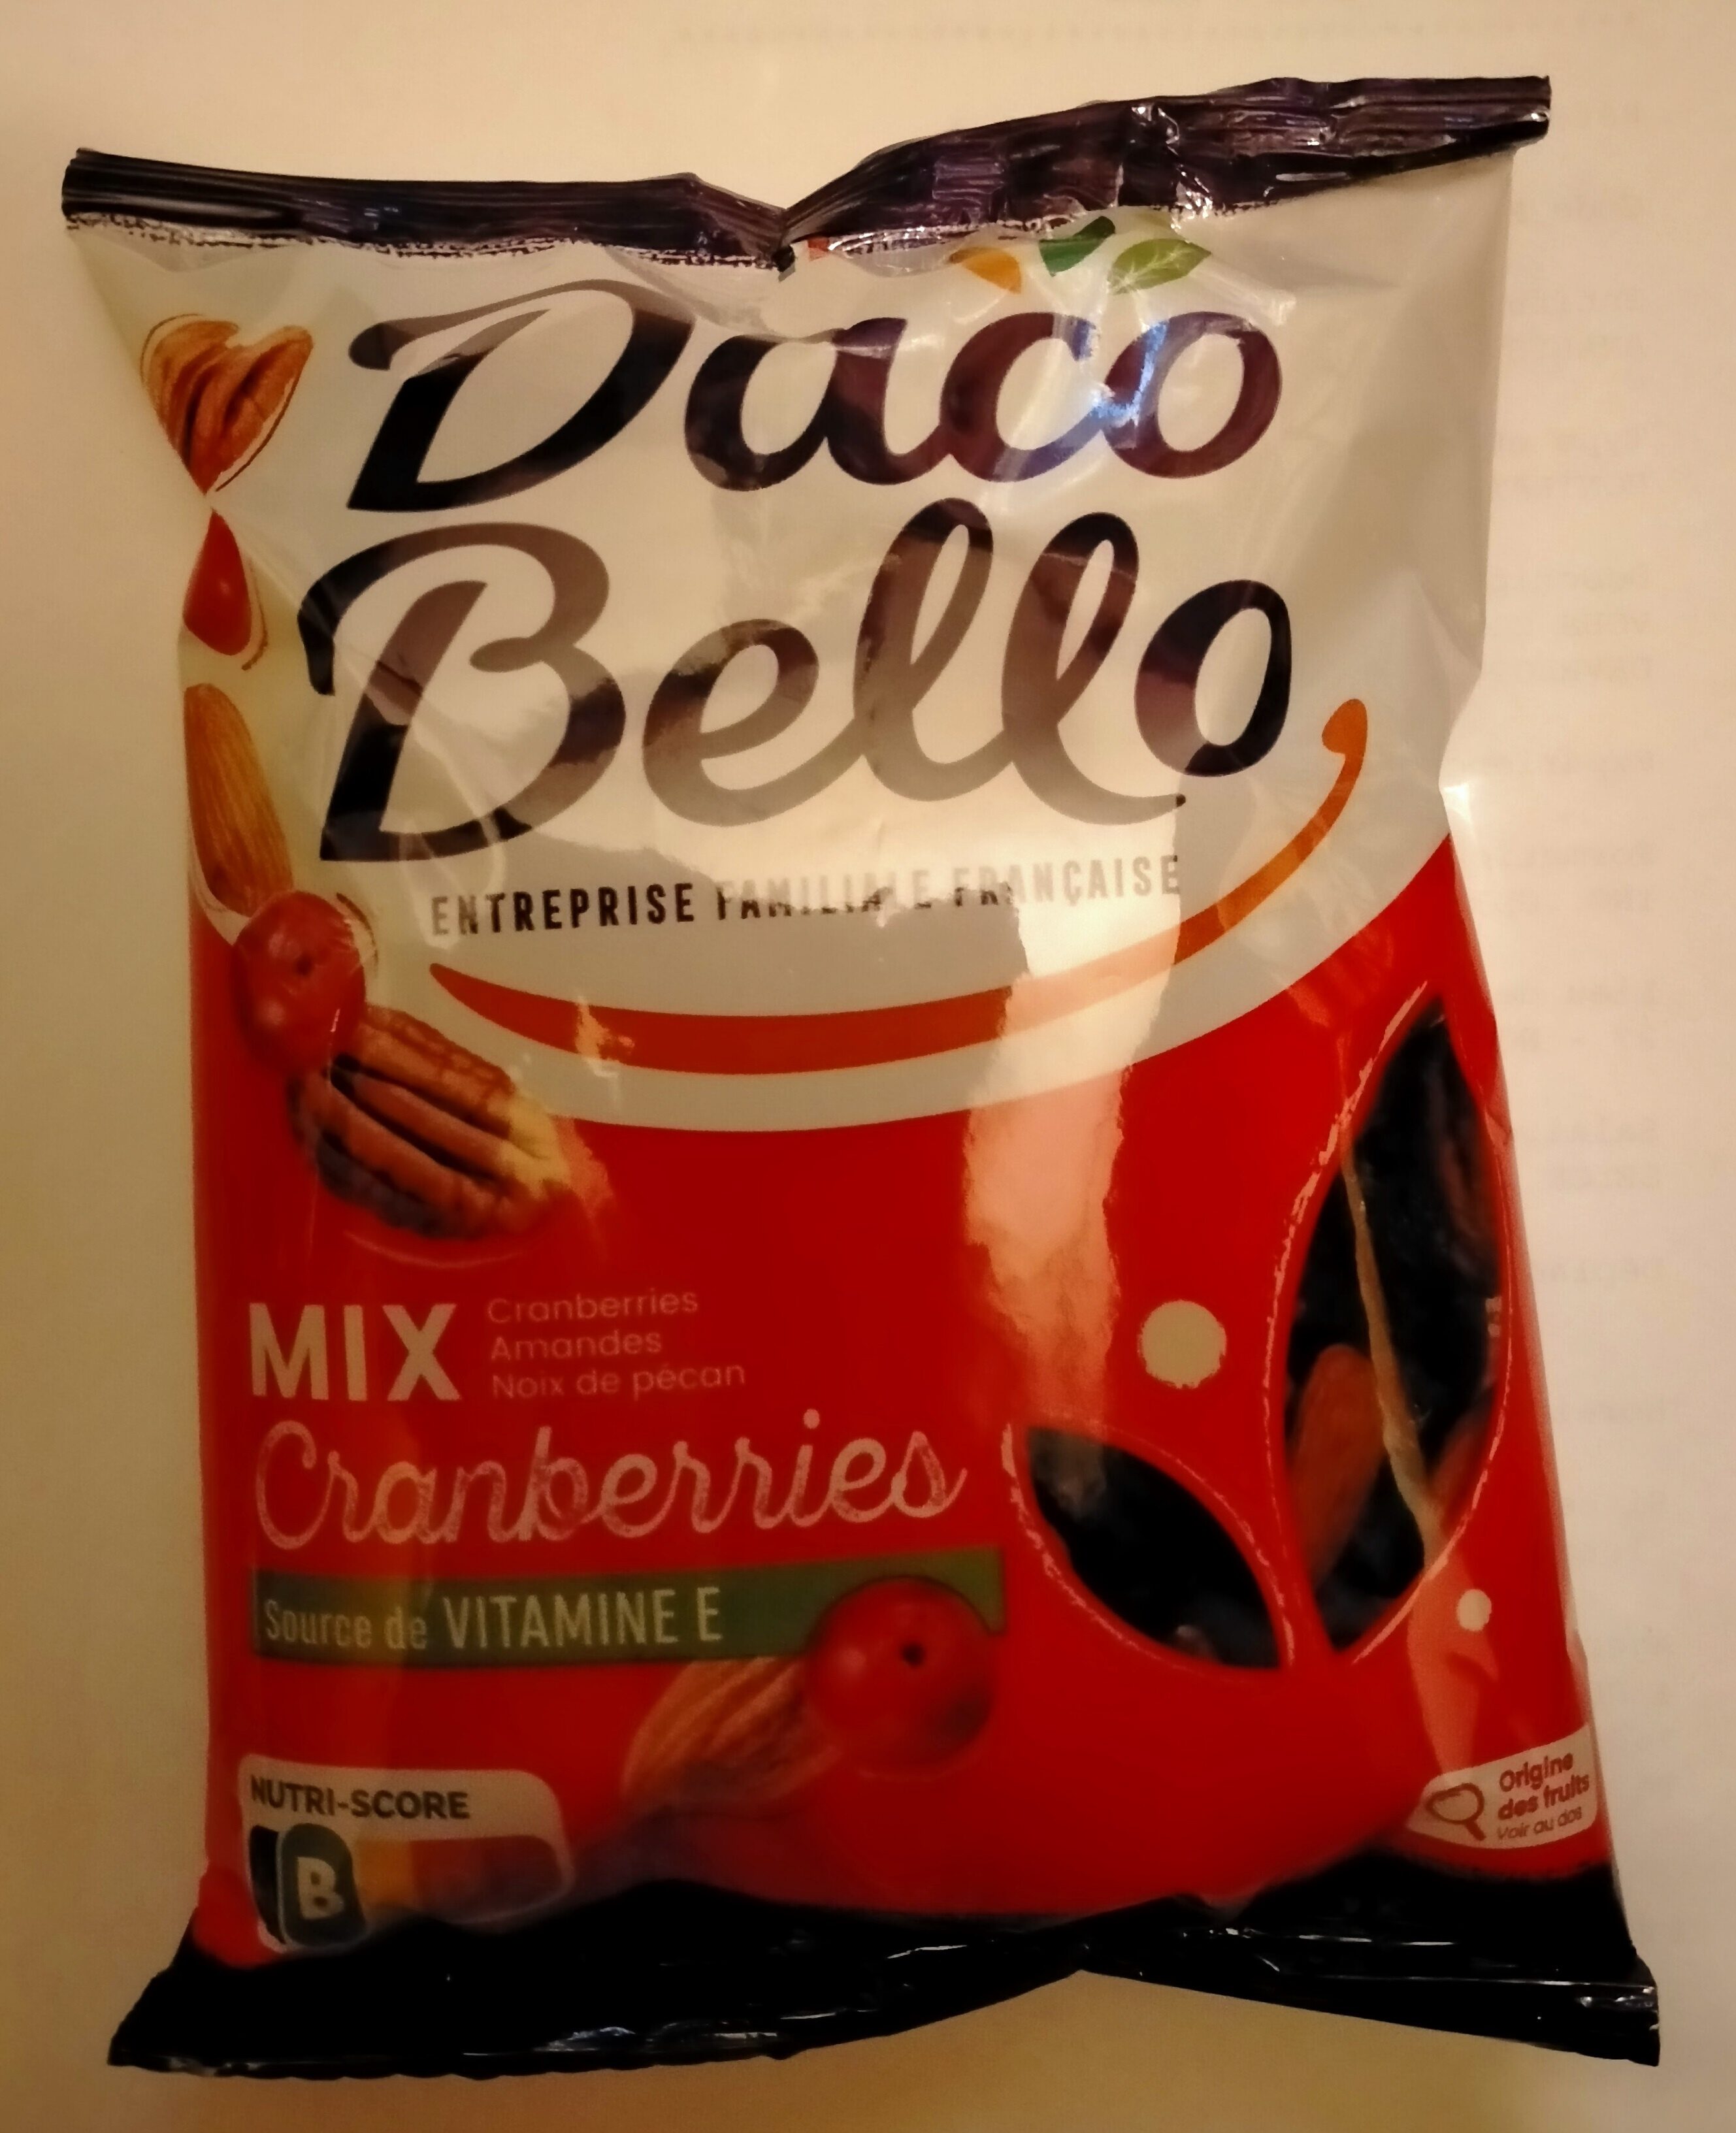 Daco
Bello
ENTREPRISE FAMILIALE FRANÇAISE
MIX
Cranberries
Amandes
Noix de pécan
Cranberries
Source de VITAMINE E
NUTRI-SCORE
B
Origine
des fruits
Voir au dos